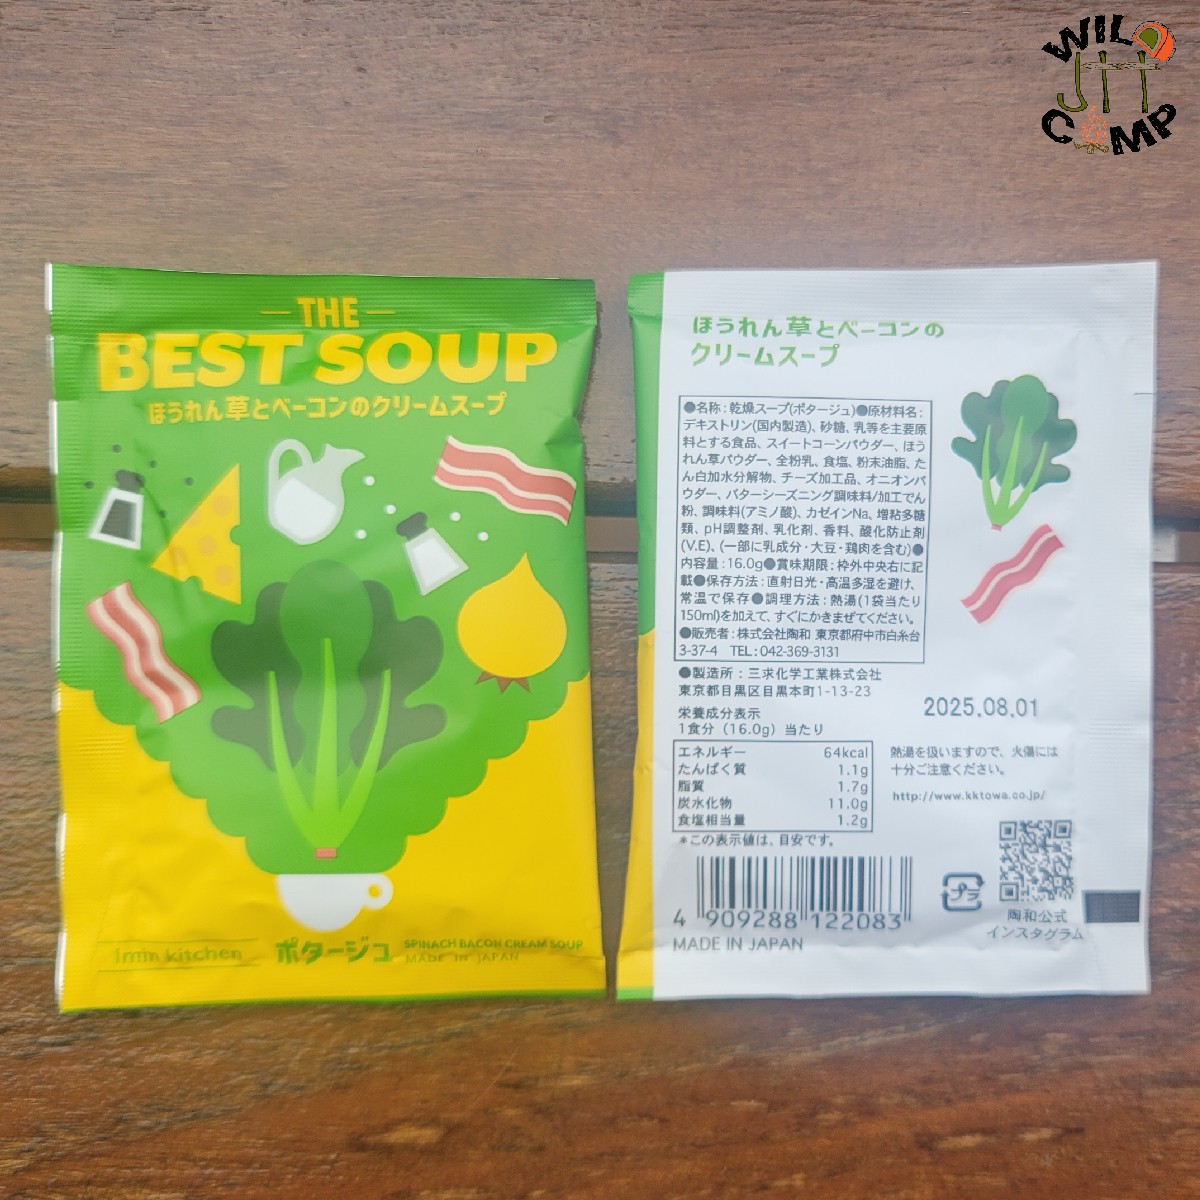 WILD
JTT
CAMP
THE
BEST SOUP
ほうれん草とベーコンのクリームスープ
1min kitchen
ポタージュ
SPINACH BACON CREAM SOUP
MADE IN JAPAN
ほうれん草とベーコンの
クリームスープ
●名称:乾燥スープ(ポタージュ)●原材料名:
デキストリン(国内製造)、砂糖、乳等を主要原
料とする食品、スイートコーンパウダー、ほう
れん草パウダー、全粉乳、食塩、粉末油脂、た
ん白加水分解物、チーズ加工品、オニオンパ
ウダー、バターシーズニング調味料/加工でん
粉、調味料(アミノ酸)、カゼインNa、増粘多糖
類、pH調整剤、乳化剤、香料、酸化防止剤
(V.E)、(一部に乳成分・大豆・鶏肉を含む)●
内容量:16.0g●賞味期限:枠外中央右に記
載●保存方法:直射日光・高温多湿を避け、
常温で保存●調理方法:熱湯(1袋当たり
150ml)を加えて、すぐにかきまぜてください。
●販売者:株式会社陶和 東京都府中市白糸台
3-37-4 TEL:042-369-3131
●製造所:三求化学工業株式会社
東京都目黒区目黒本町1-13-23
2025.08.01
栄養成分表示
1食分(16.0g)当たり
エネルギー 64kcal
たんぱく質 1.1g
脂質 1.7g
炭水化物 11.0g
食塩相当量 1.2g
*この表示値は、目安です。
熱湯を扱いますので、火傷には
十分ご注意ください。
http://www.kktowa.co.jp/
4 909288 122083
プラ
陶和公式
インスタグラム
MADE IN JAPAN